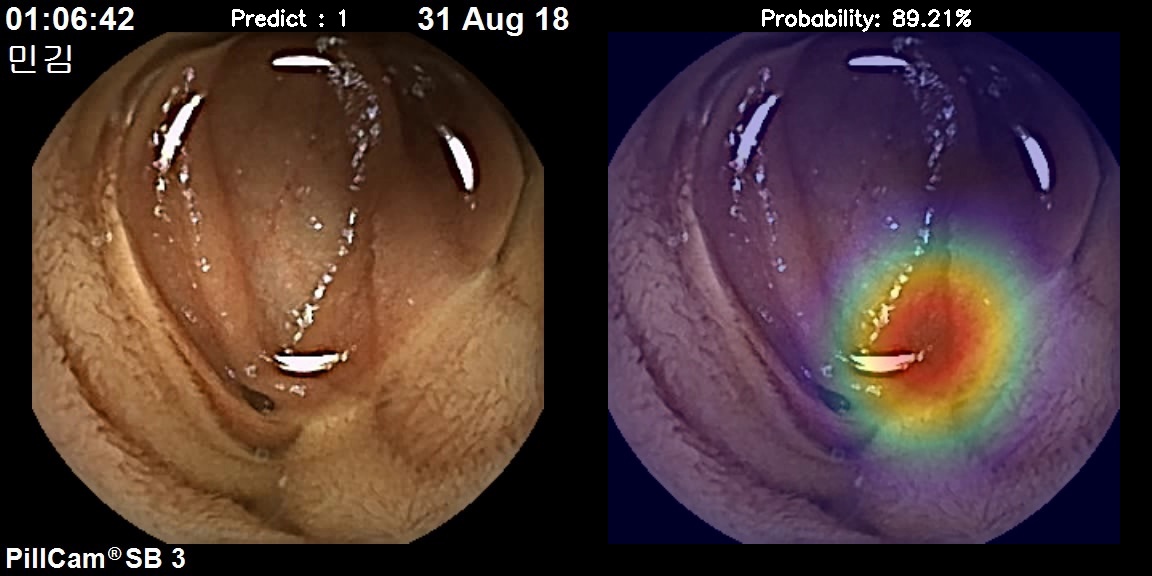 01:06:42 Predict : 1 31 Aug 18 Probability: 89.21%
민김
PillCam® SB 3